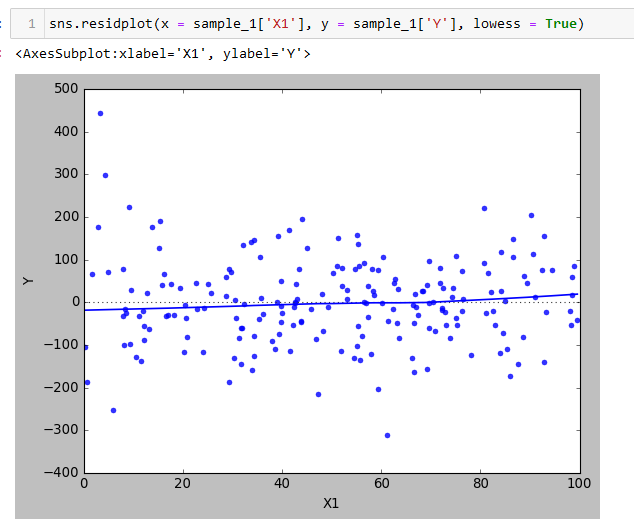 1 sns.residplot(x = sample_1['X1'], y = sample_1['Y'], lowess = True)
<AxesSubplot:xlabel='X1', ylabel='Y'>
500
400
300
200
100
0
−100
−200
−300
−400
Y
0 20 40 60 80 100
X1